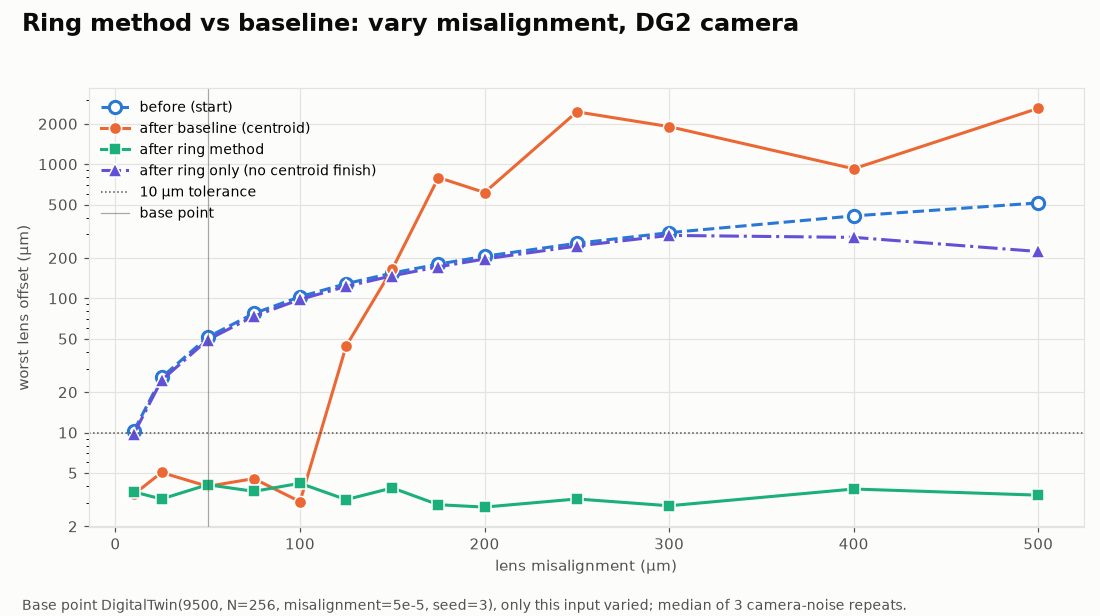 Ring method vs baseline: vary misalignment, DG2 camera
before (start)
after baseline (centroid)
after ring method
after ring only (no centroid finish)
10 µm tolerance
base point
worst lens offset (µm)
2000
1000
500
200
100
50
20
10
5
2
0 100 200 300 400 500
lens misalignment (µm)
Base point DigitalTwin(9500, N=256, misalignment=5e-5, seed=3), only this input varied; median of 3 camera-noise repeats.